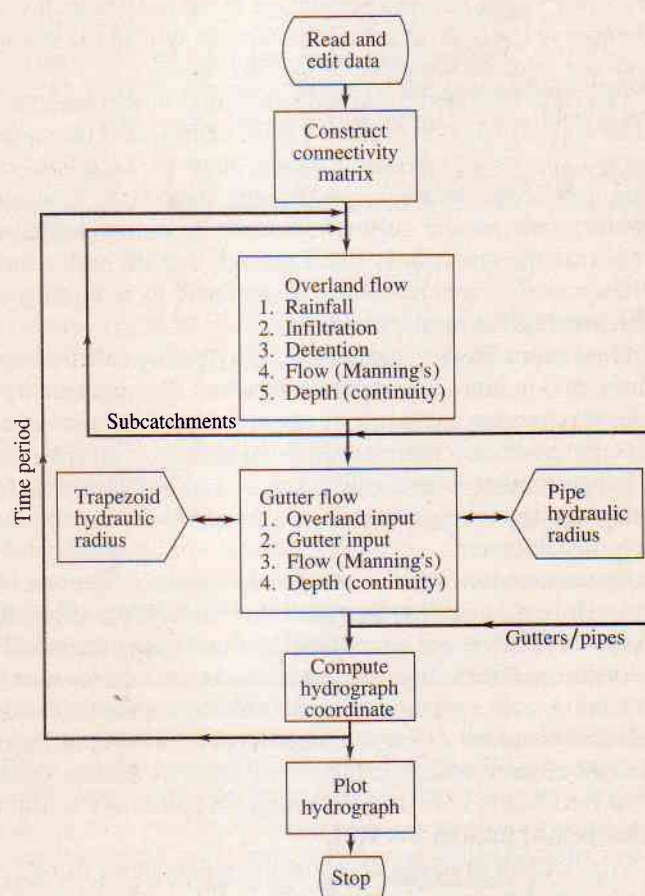 Read and
edit data
Construct
connectivity
matrix
Overland flow
1. Rainfall
2. Infiltration
3. Detention
4. Flow (Manning's)
5. Depth (continuity)
Subcatchments
Time period
Trapezoid
hydraulic
radius
Gutter flow
1. Overland input
2. Gutter input
3. Flow (Manning's)
4. Depth (continuity)
Pipe
hydraulic
radius
Gutters/pipes
Compute
hydrograph
coordinate
Plot
hydrograph
Stop